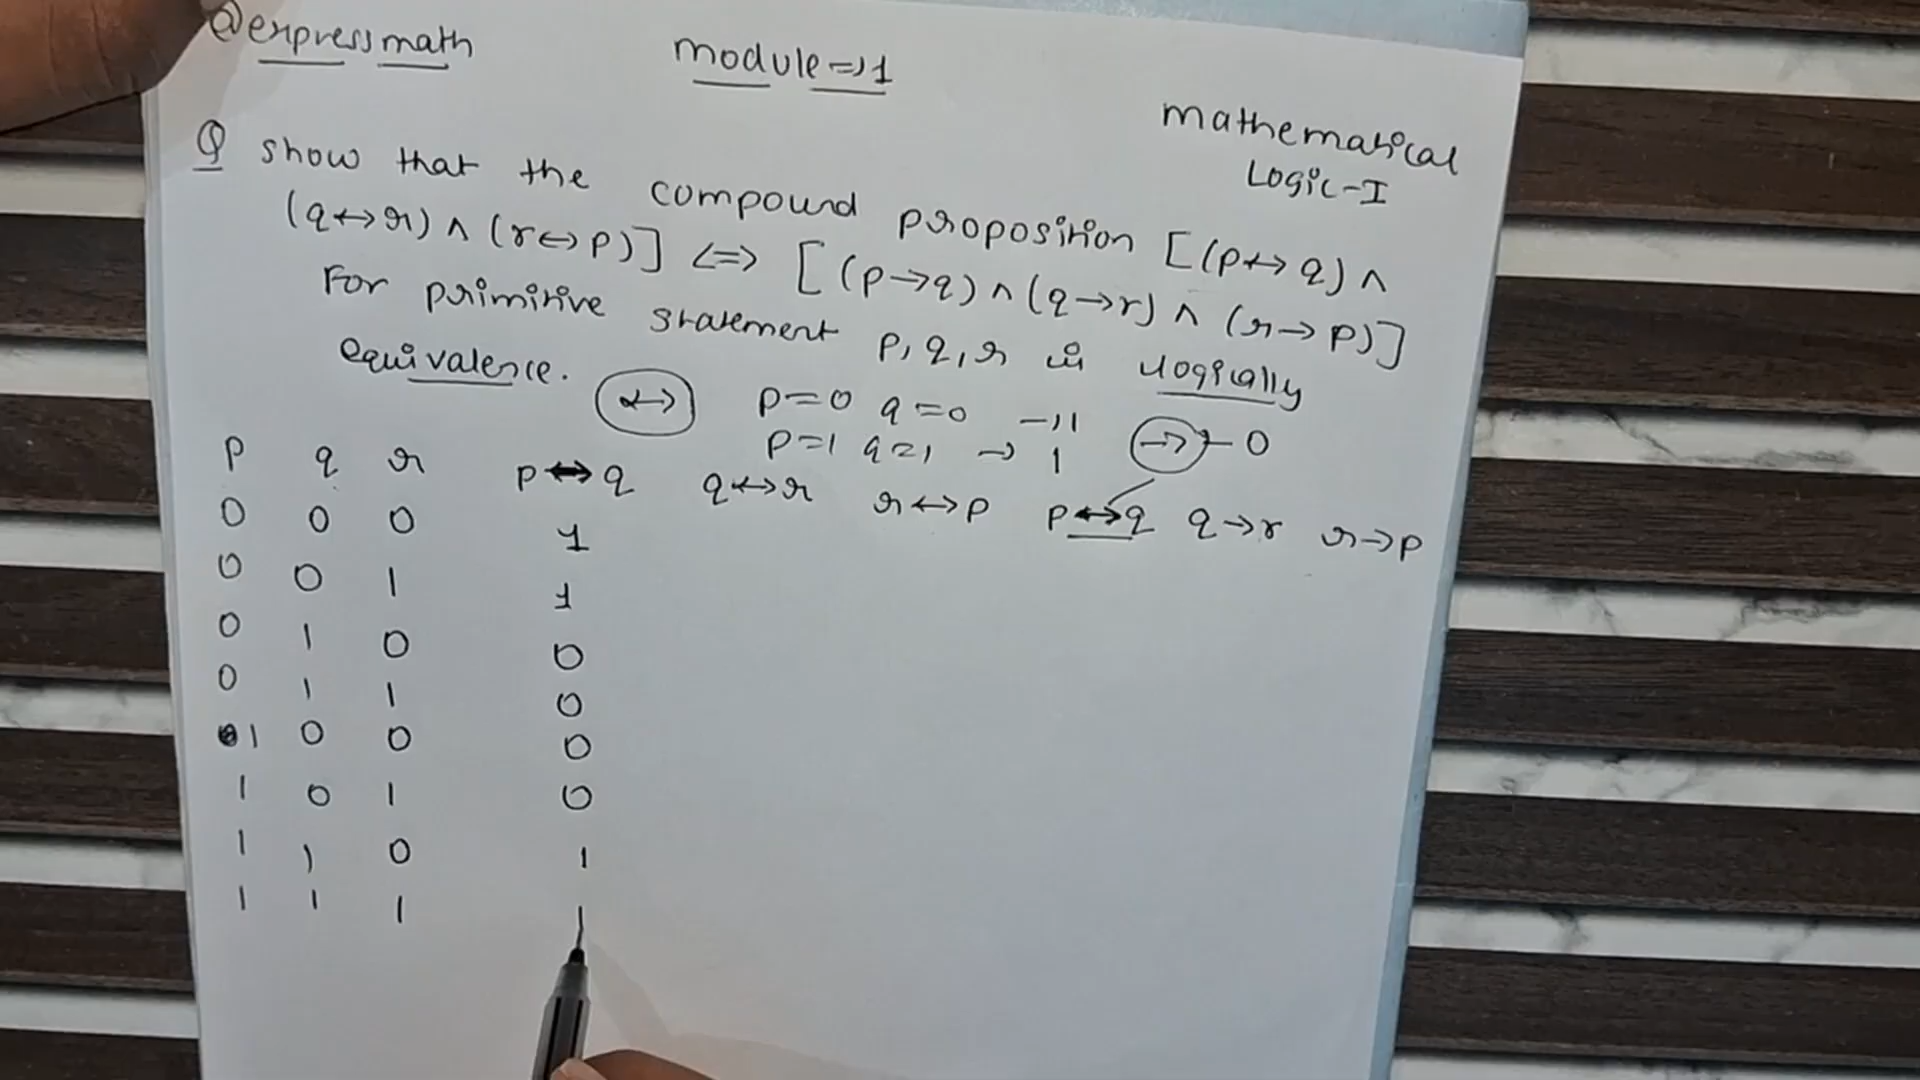 @expressmath
module⇒1
mathematical
Logic-I
Q show that the compound proposition [(p↔q) ∧
(q↔r) ∧ (r↔p)] <=> [(p→q) ∧ (q→r) ∧ (r→p)]
For primitive statement p, q, r is logically
equivalence.
↔ p=0 q=0 →1
p=1 q=1 → 1 → 0
p q r p↔q q↔r r↔p p↔q q→r r→p
0 0 0 1
0 0 1 1
0 1 0 0
0 1 1 0
1 0 0 0
1 0 1 0
1 1 0 1
1 1 1 1